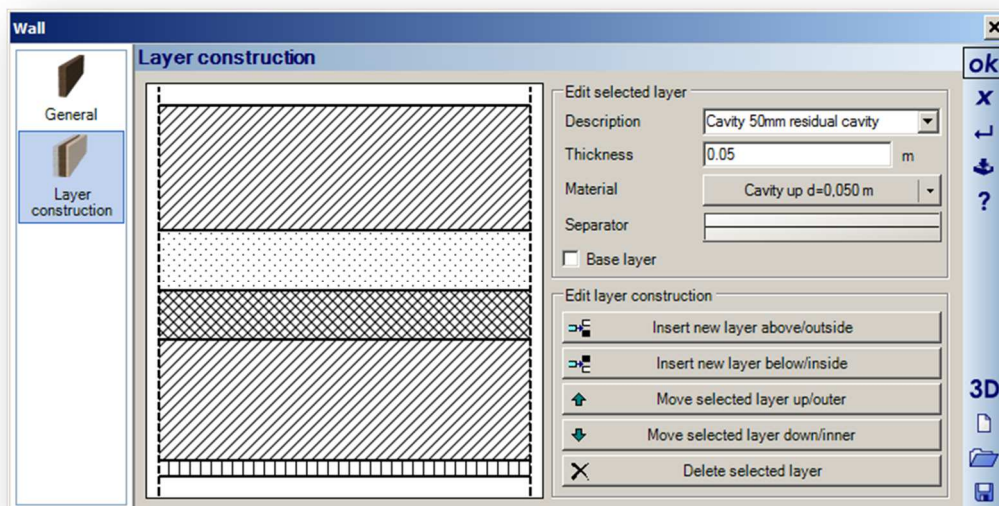 Wall
General
Layer
construction
Layer construction
Edit selected layer
Description
Cavity 50mm residual cavity
Thickness
0.05
m
Material
Cavity up d=0,050 m
Separator
Base layer
Edit layer construction
Insert new layer above/outside
Insert new layer below/inside
Move selected layer up/outer
Move selected layer down/inner
Delete selected layer
ok
x
?
3D